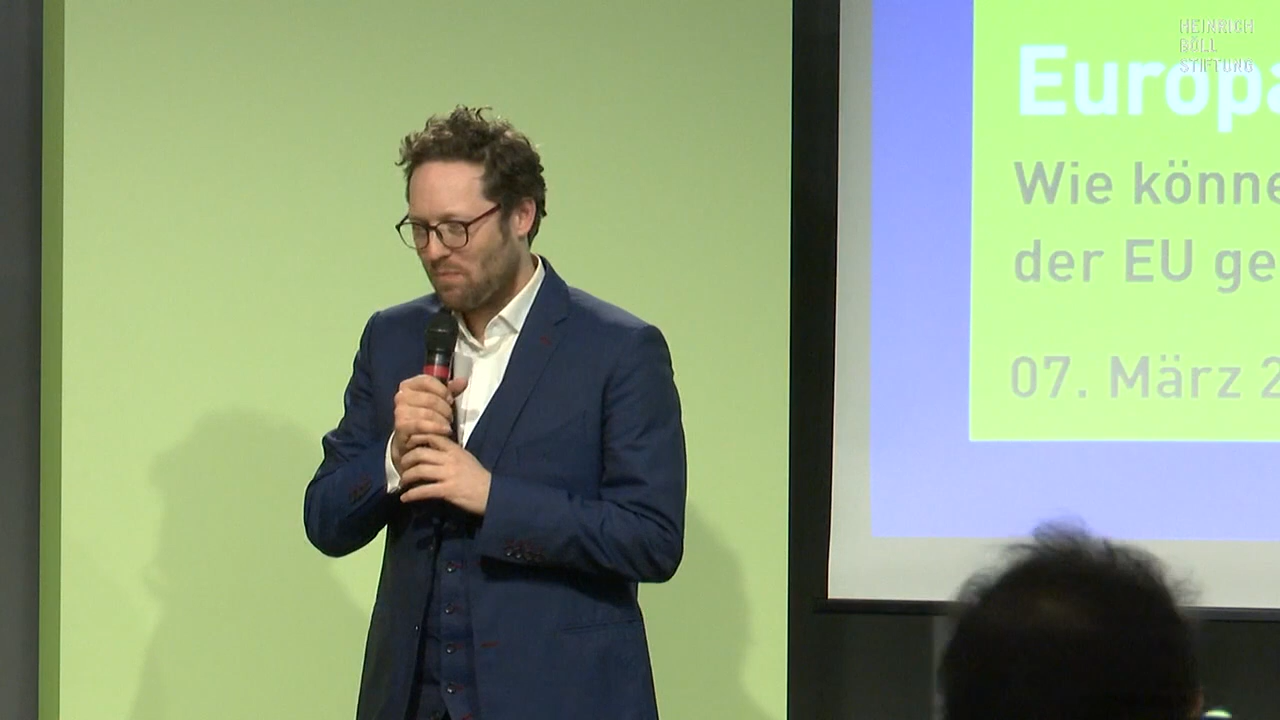 HEINRICH
BÖLL
STIFTUNG
Europa
Wie könne
der EU ge
07. März 2